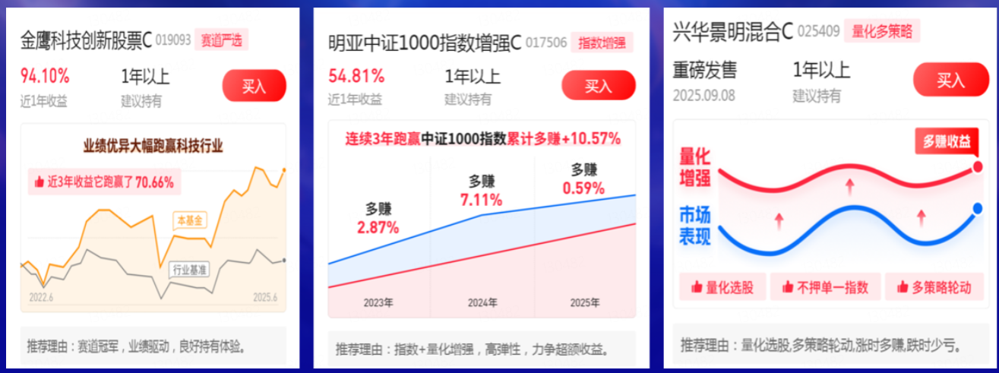 金鹰科技创新股票C 019093 赛道严选
94.10% 1年以上 买入
近1年收益 建议持有
业绩优异大幅跑赢科技行业
近3年收益它跑赢了70.66%
本基金
行业基准
2022.6 2025.6
推荐理由：赛道冠军，业绩驱动，良好持有体验。
明亚中证1000指数增强C 017506 指数增强
54.81% 1年以上 买入
近1年收益 建议持有
连续3年跑赢中证1000指数累计多赚+10.57%
多赚
2.87%
多赚
7.11%
多赚
0.59%
2023年 2024年 2025年
推荐理由：指数+量化增强，高弹性，力争超额收益。
兴华景明混合C 025409 量化多策略
重磅发售 1年以上 买入
2025.09.08 建议持有
多赚收益
量化
增强
市场
表现
量化选股 不押单一指数 多策略轮动
推荐理由：量化选股,多策略轮动,涨时多赚,跌时少亏。